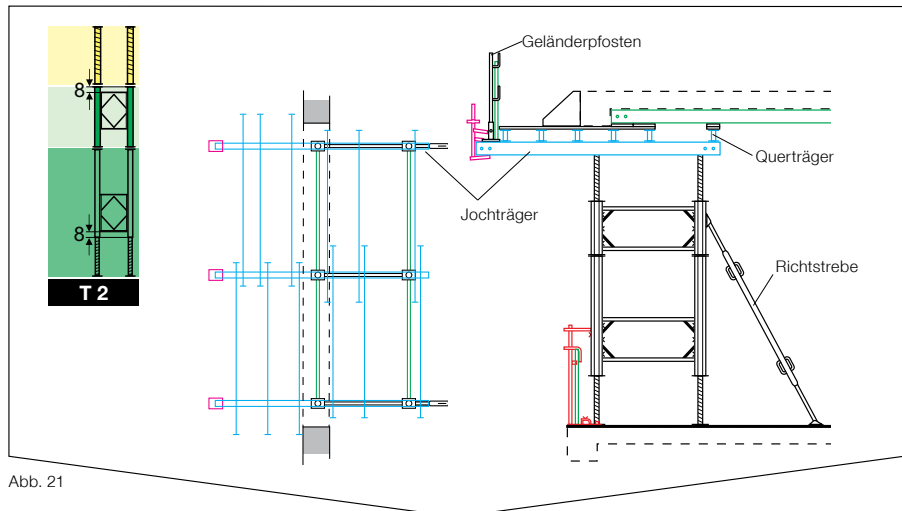 8
8
T 2
Geländerpfosten
Querträger
Jochträger
Richtstrebe
Abb. 21